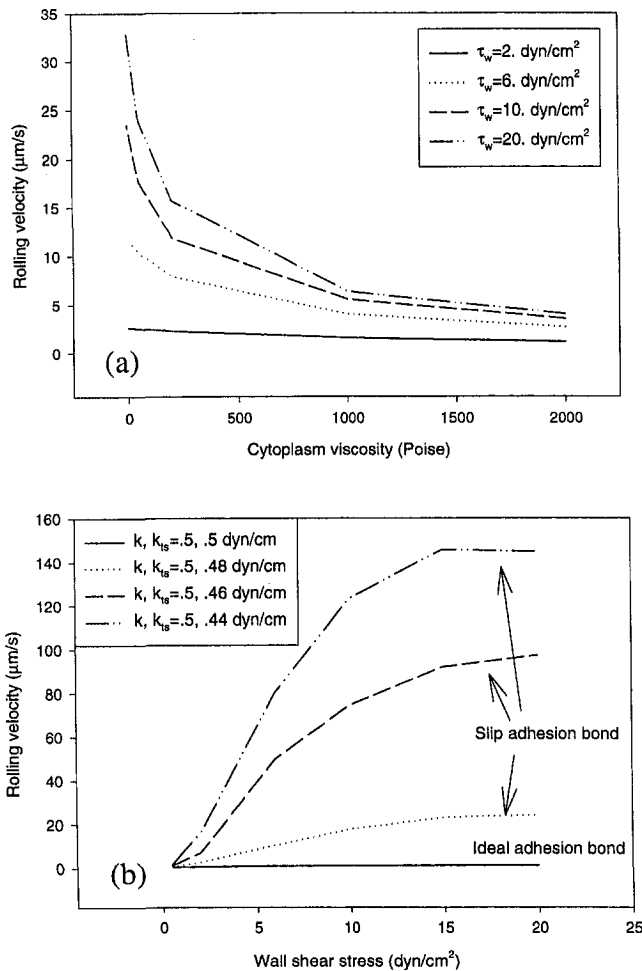 35
30
25
20
15
10
5
0
Rolling velocity (μm/s)
τw=2. dyn/cm²
τw=6. dyn/cm²
τw=10. dyn/cm²
τw=20. dyn/cm²
(a)
0 500 1000 1500 2000
Cytoplasm viscosity (Poise)
160
140
120
100
80
60
40
20
0
Rolling velocity (μm/s)
k, kts=.5, .5 dyn/cm
k, kts=.5, .48 dyn/cm
k, kts=.5, .46 dyn/cm
k, kts=.5, .44 dyn/cm
Slip adhesion bond
Ideal adhesion bond
(b)
0 5 10 15 20 25
Wall shear stress (dyn/cm²)